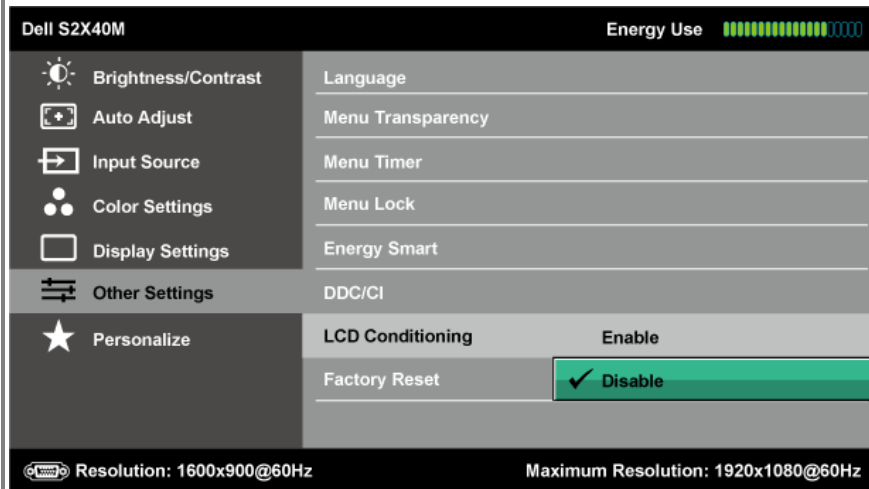 Dell S2X40M Energy Use
Brightness/Contrast
Auto Adjust
Input Source
Color Settings
Display Settings
Other Settings
Personalize
Language
Menu Transparency
Menu Timer
Menu Lock
Energy Smart
DDC/CI
LCD Conditioning Enable
Factory Reset Disable
Resolution: 1600x900@60Hz Maximum Resolution: 1920x1080@60Hz